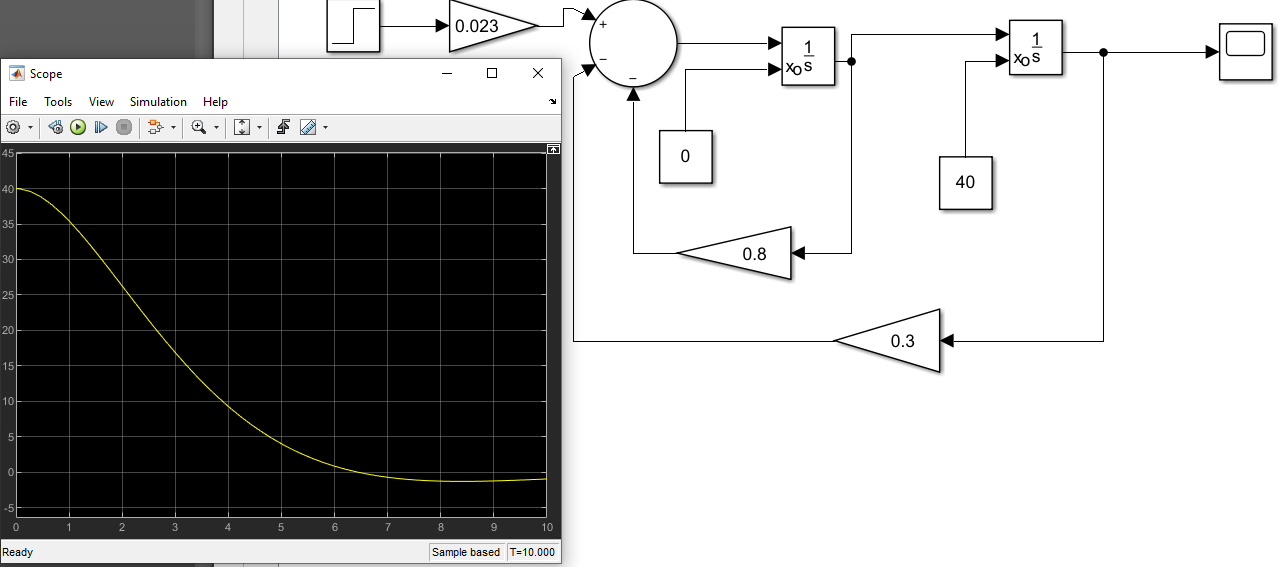 Scope
File Tools View Simulation Help
45
40
35
30
25
20
15
10
5
0
-5
0 1 2 3 4 5 6 7 8 9 10
Ready
Sample based T=10.000
0.023
+
−
−
1
s
xo
0
1
s
xo
40
0.8
0.3